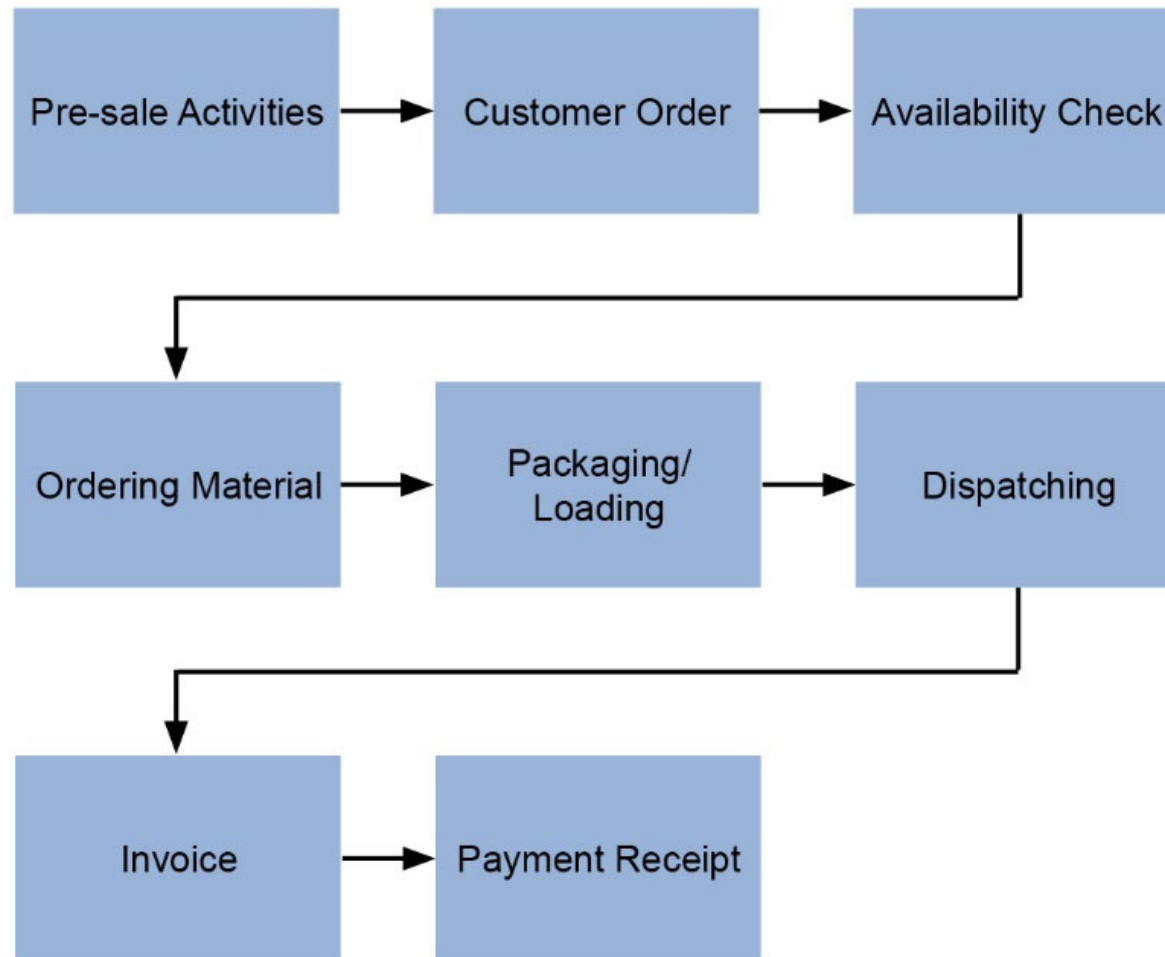 Pre-sale Activities
Customer Order
Availability Check
Ordering Material
Packaging/
Loading
Dispatching
Invoice
Payment Receipt